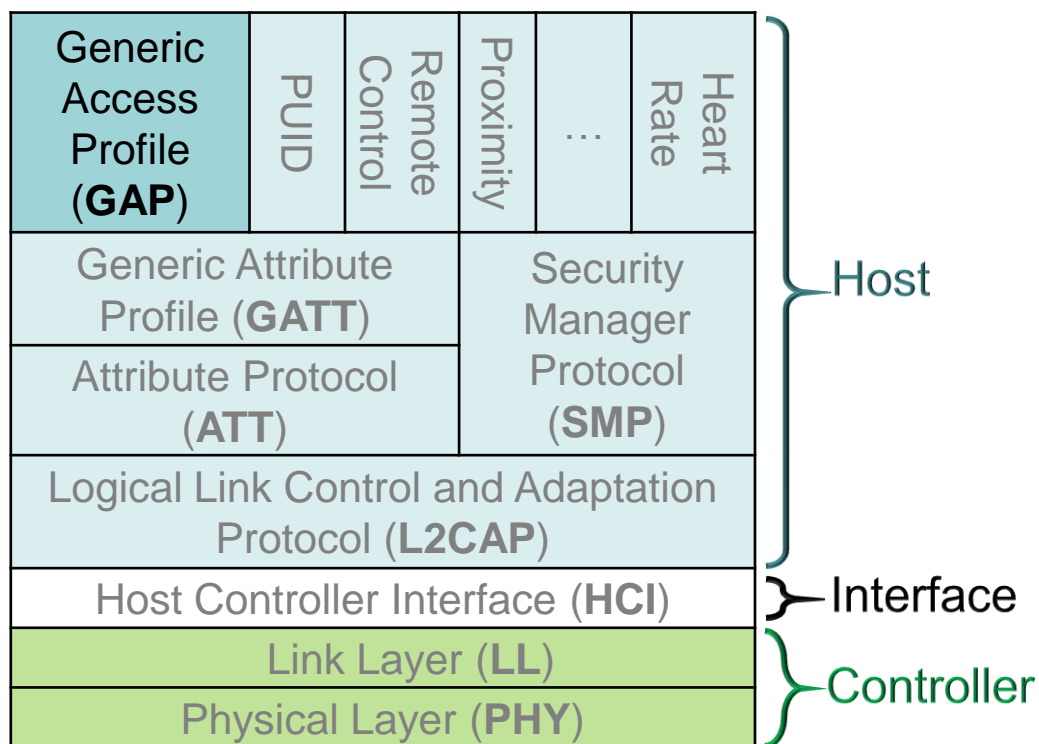 Generic
Access
Profile
(GAP)
PUID
Remote
Control
Proximity
...
Heart
Rate
Generic Attribute
Profile (GATT)
Security
Manager
Protocol
(SMP)
Attribute Protocol
(ATT)
Logical Link Control and Adaptation
Protocol (L2CAP)
Host Controller Interface (HCI)
Link Layer (LL)
Physical Layer (PHY)
Host
Interface
Controller